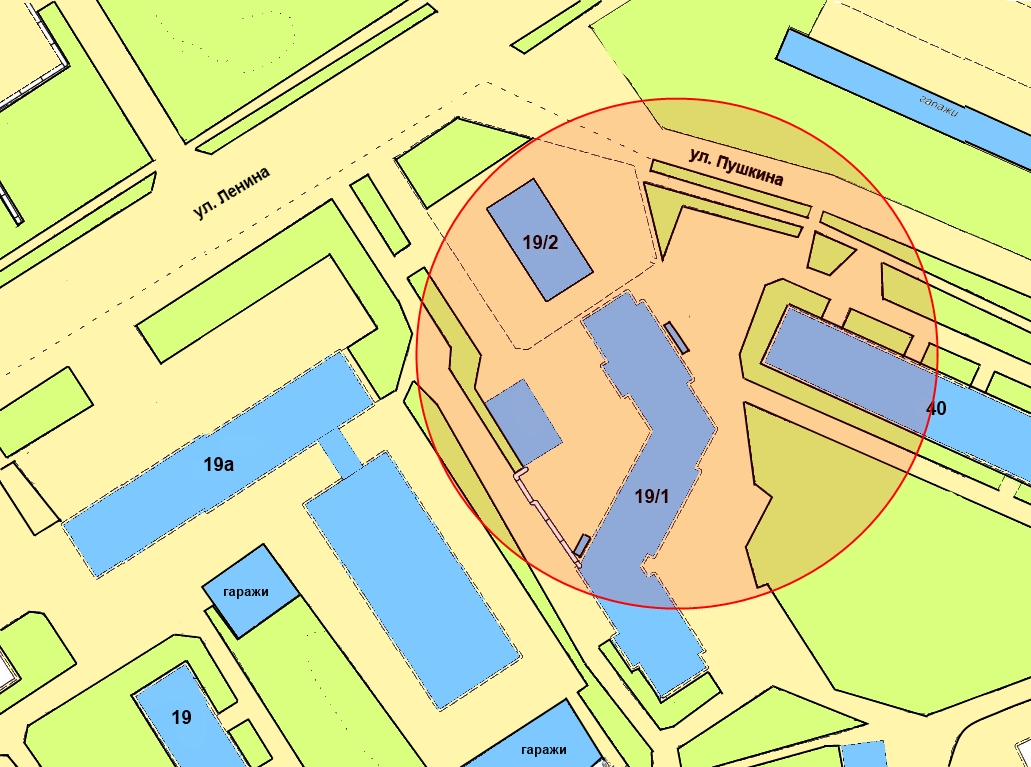 гаражи
ул. Пушкина
ул. Ленина
19/2
40
19а
19/1
гаражи
19
гаражи